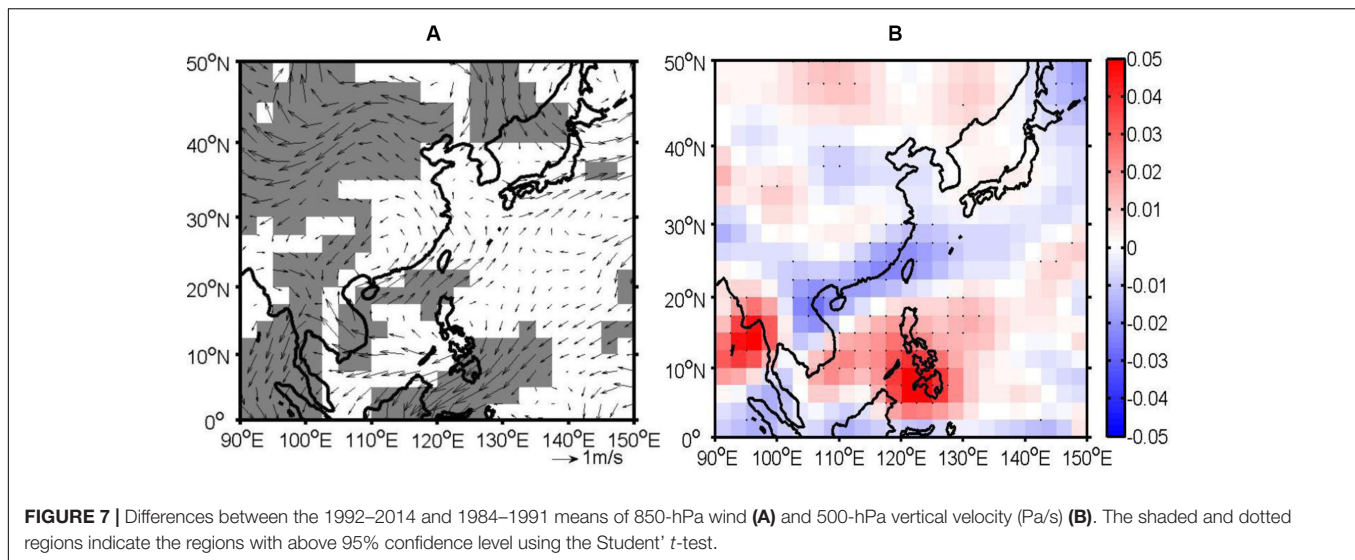 A
B
50°N
40°N
30°N
20°N
10°N
0°
90°E 100°E 110°E 120°E 130°E 140°E 150°E
1m/s
50°N
40°N
30°N
20°N
10°N
0°
90°E 100°E 110°E 120°E 130°E 140°E 150°E
0.05
0.04
0.03
0.02
0.01
0
-0.01
-0.02
-0.03
-0.04
-0.05
FIGURE 7 | Differences between the 1992–2014 and 1984–1991 means of 850-hPa wind (A) and 500-hPa vertical velocity (Pa/s) (B). The shaded and dotted
regions indicate the regions with above 95% confidence level using the Student' t-test.